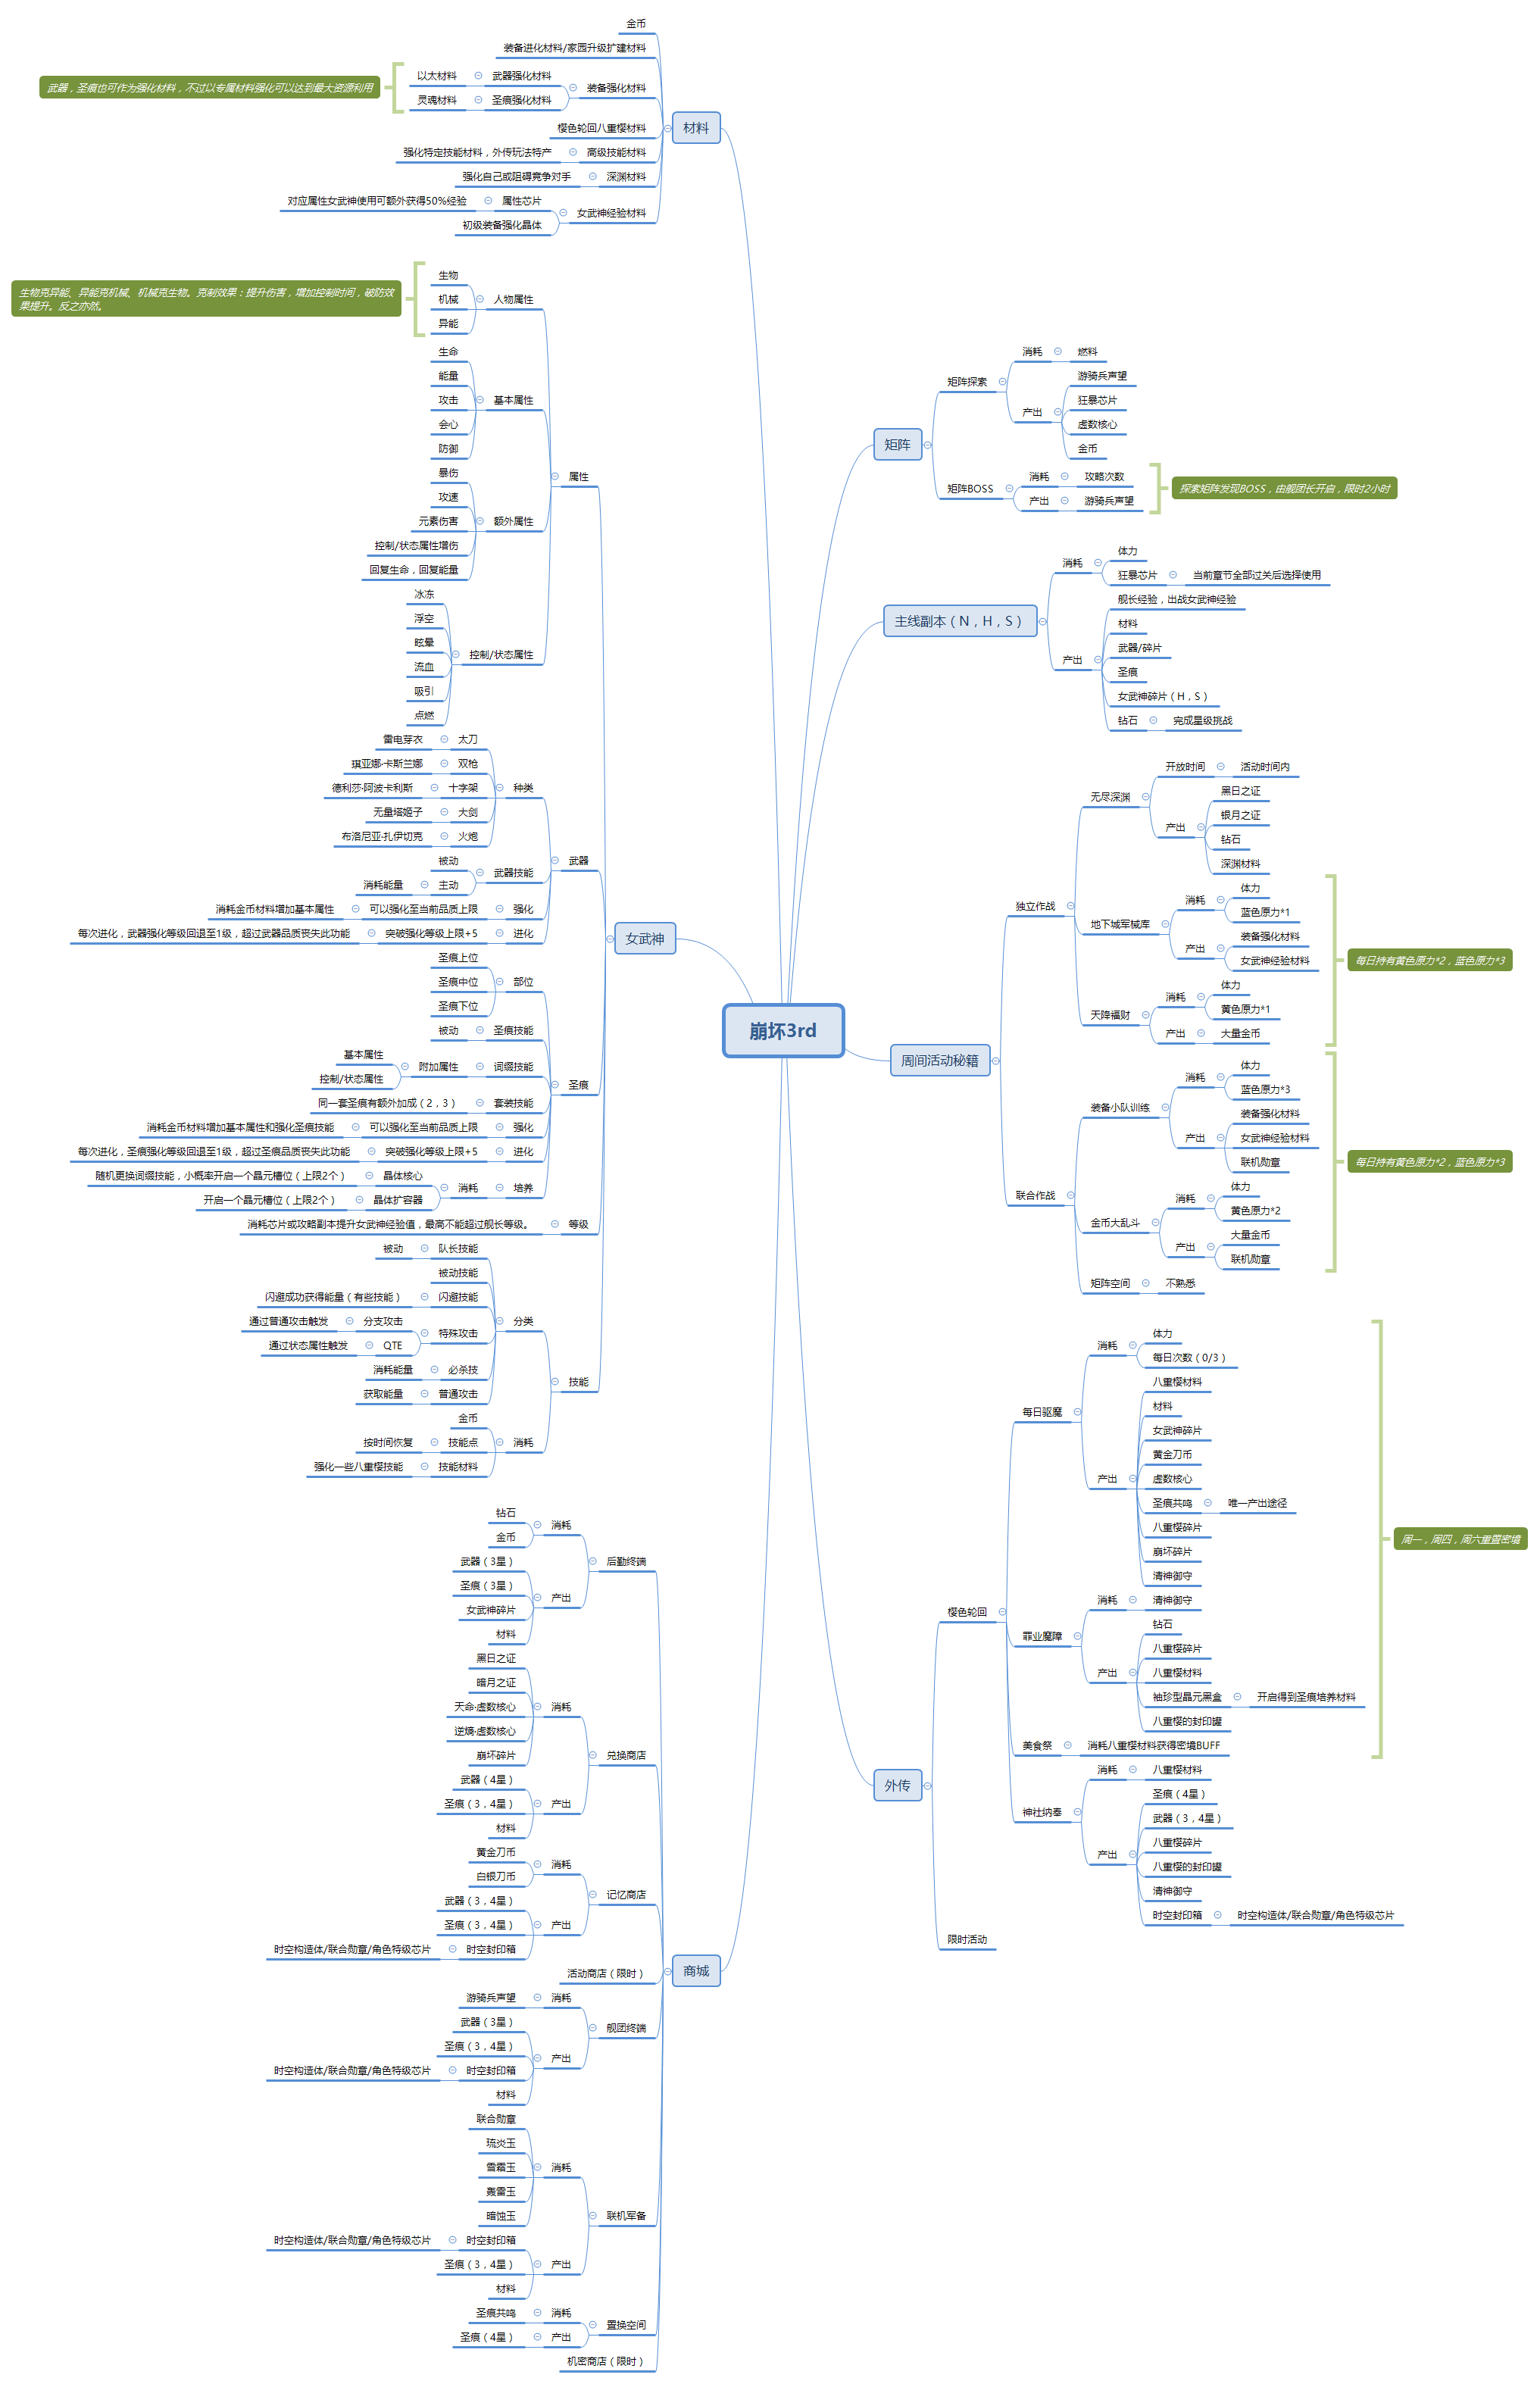 崩坏3rd
材料
金币
装备进化材料/家园升级扩建材料
装备强化材料
武器强化材料
以太材料
圣痕强化材料
灵魂材料
武器，圣痕也可作为强化材料，不过以专属材料强化可以达到最大资源利用
樱色轮回八重樱材料
高级技能材料
强化特定技能材料，外传玩法特产
深渊材料
强化自己或阻碍竞争对手
女武神经验材料
属性芯片
对应属性女武神使用可额外获得50%经验
初级装备强化晶体
女武神
属性
人物属性
生物
机械
异能
生物克异能、异能克机械、机械克生物。克制效果：提升伤害，增加控制时间，破防效
果提升。反之亦然。
基本属性
生命
能量
攻击
会心
防御
额外属性
暴伤
攻速
元素伤害
控制/状态属性增伤
回复生命，回复能量
控制/状态属性
冰冻
浮空
眩晕
流血
吸引
点燃
武器
种类
太刀
雷电芽衣
双枪
琪亚娜·卡斯兰娜
十字架
德利莎·阿波卡利斯
大剑
无量塔姬子
火炮
布洛尼亚·扎伊切克
武器技能
被动
主动
消耗能量
强化
可以强化至当前品质上限
消耗金币材料增加基本属性
进化
突破强化等级上限+5
每次进化，武器强化等级回退至1级，超过武器品质丧失此功能
圣痕
部位
圣痕上位
圣痕中位
圣痕下位
圣痕技能
被动
词缀技能
附加属性
基本属性
控制/状态属性
套装技能
同一套圣痕有额外加成（2，3）
强化
可以强化至当前品质上限
消耗金币材料增加基本属性和强化圣痕技能
进化
突破强化等级上限+5
每次进化，圣痕强化等级回退至1级，超过圣痕品质丧失此功能
培养
消耗
晶体核心
随机更换词缀技能，小概率开启一个晶元槽位（上限2个）
晶体扩容器
开启一个晶元槽位（上限2个）
等级
消耗芯片或攻略副本提升女武神经验值，最高不能超过舰长等级。
技能
分类
队长技能
被动
被动技能
闪避技能
闪避成功获得能量（有些技能）
特殊攻击
分支攻击
通过普通攻击触发
QTE
通过状态属性触发
必杀技
消耗能量
普通攻击
获取能量
消耗
金币
技能点
按时间恢复
技能材料
强化一些八重樱技能
商城
后勤终端
消耗
钻石
金币
产出
武器（3星）
圣痕（3星）
女武神碎片
材料
兑换商店
消耗
黑日之证
暗月之证
天命·虚数核心
逆熵·虚数核心
崩坏碎片
产出
武器（4星）
圣痕（3，4星）
材料
记忆商店
消耗
黄金刀币
白银刀币
产出
武器（3，4星）
圣痕（3，4星）
时空封印箱
时空构造体/联合勋章/角色特级芯片
活动商店（限时）
舰团终端
消耗
游骑兵声望
产出
武器（3星）
圣痕（3，4星）
时空封印箱
时空构造体/联合勋章/角色特级芯片
材料
联机军备
消耗
联合勋章
琉炎玉
雪霜玉
轰雷玉
暗蚀玉
产出
时空封印箱
时空构造体/联合勋章/角色特级芯片
圣痕（3，4星）
材料
置换空间
消耗
圣痕共鸣
产出
圣痕（4星）
机密商店（限时）
矩阵
矩阵探索
消耗
燃料
产出
游骑兵声望
狂暴芯片
虚数核心
金币
矩阵BOSS
消耗
攻略次数
产出
游骑兵声望
探索矩阵发现BOSS，由舰团长开启，限时2小时
主线副本（N，H，S）
消耗
体力
狂暴芯片
当前章节全部过关后选择使用
产出
舰长经验，出战女武神经验
材料
武器/碎片
圣痕
女武神碎片（H，S）
钻石
完成星级挑战
周间活动秘籍
独立作战
无尽深渊
开放时间
活动时间内
产出
黑日之证
银月之证
钻石
深渊材料
地下城军械库
消耗
体力
蓝色原力*1
产出
装备强化材料
女武神经验材料
天降福财
消耗
体力
黄色原力*1
产出
大量金币
每日持有黄色原力*2，蓝色原力*3
联合作战
装备小队训练
消耗
体力
蓝色原力*3
产出
装备强化材料
女武神经验材料
联机勋章
金币大乱斗
消耗
体力
黄色原力*2
产出
大量金币
联机勋章
矩阵空间
不熟悉
每日持有黄色原力*2，蓝色原力*3
外传
樱色轮回
每日驱魔
消耗
体力
每日次数（0/3）
产出
八重樱材料
材料
女武神碎片
黄金刀币
虚数核心
圣痕共鸣
唯一产出途径
八重樱碎片
崩坏碎片
清神御守
罪业魔障
消耗
清神御守
产出
钻石
八重樱碎片
八重樱材料
袖珍型晶元黑盒
开启得到圣痕培养材料
八重樱的封印罐
美食祭
消耗八重樱材料获得密境BUFF
周一，周四，周六重置密境
神社纳奉
消耗
八重樱材料
产出
圣痕（4星）
武器（3，4星）
八重樱碎片
八重樱的封印罐
清神御守
时空封印箱
时空构造体/联合勋章/角色特级芯片
限时活动